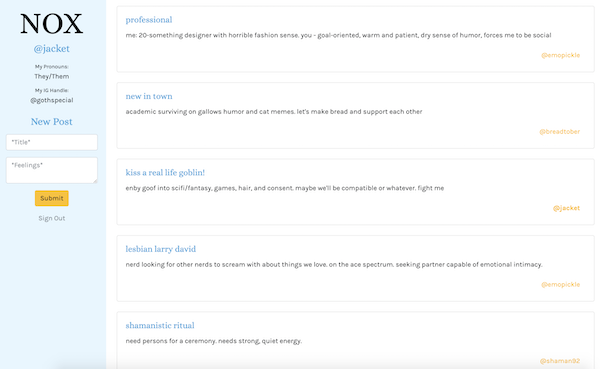 NOX
@jacket
My Pronouns:
They/Them
My IG Handle:
@gothspecial
New Post
*Title*
*Feelings*
Submit
Sign Out
professional
me: 20-something designer with horrible fashion sense. you - goal-oriented, warm and patient, dry sense of humor, forces me to be social
@emopickle
new in town
academic surviving on gallows humor and cat memes. let's make bread and support each other
@breadtober
kiss a real life goblin!
enby goof into scifi/fantasy, games, hair, and consent. maybe we'll be compatible or whatever. fight me
@jacket
lesbian larry david
nerd looking for other nerds to scream with about things we love. on the ace spectrum. seeking partner capable of emotional intimacy.
@emopickle
shamanistic ritual
need persons for a ceremony. needs strong, quiet energy.
@shaman92